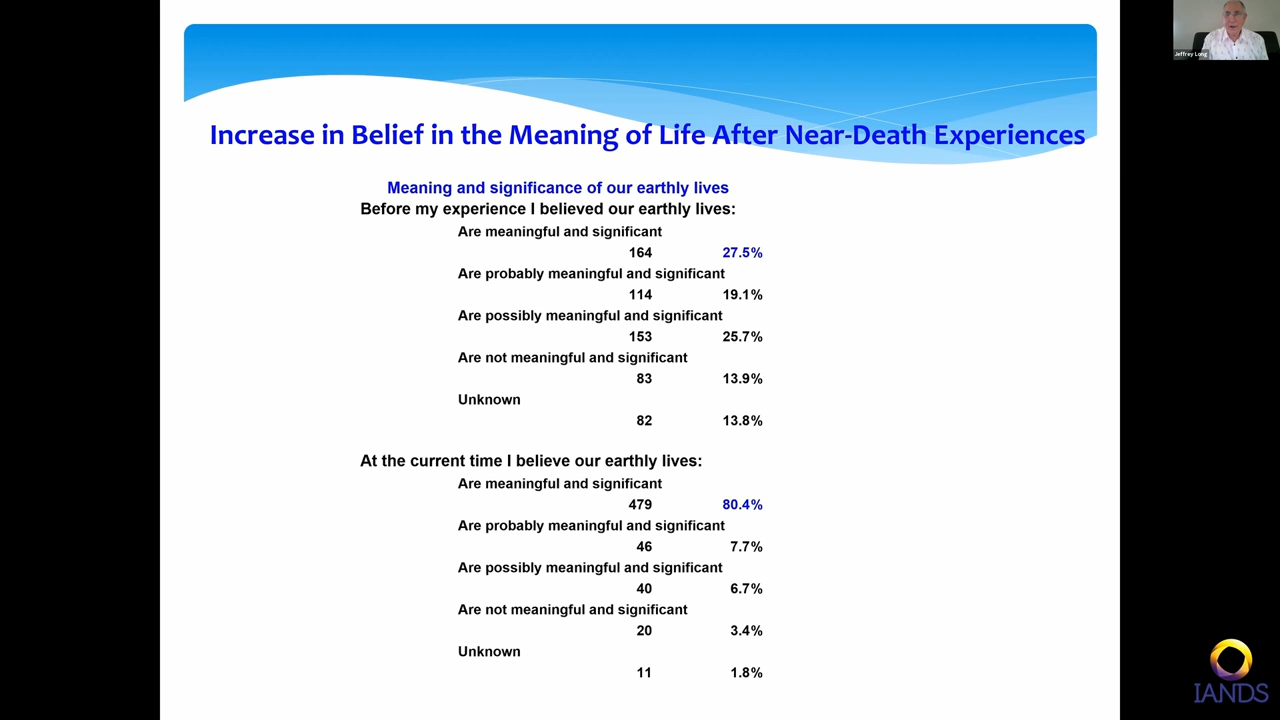 Jeffrey Long
Increase in Belief in the Meaning of Life After Near-Death Experiences
Meaning and significance of our earthly lives
Before my experience I believed our earthly lives:
Are meaningful and significant
164 27.5%
Are probably meaningful and significant
114 19.1%
Are possibly meaningful and significant
153 25.7%
Are not meaningful and significant
83 13.9%
Unknown
82 13.8%
At the current time I believe our earthly lives:
Are meaningful and significant
479 80.4%
Are probably meaningful and significant
46 7.7%
Are possibly meaningful and significant
40 6.7%
Are not meaningful and significant
20 3.4%
Unknown
11 1.8%
IANDS